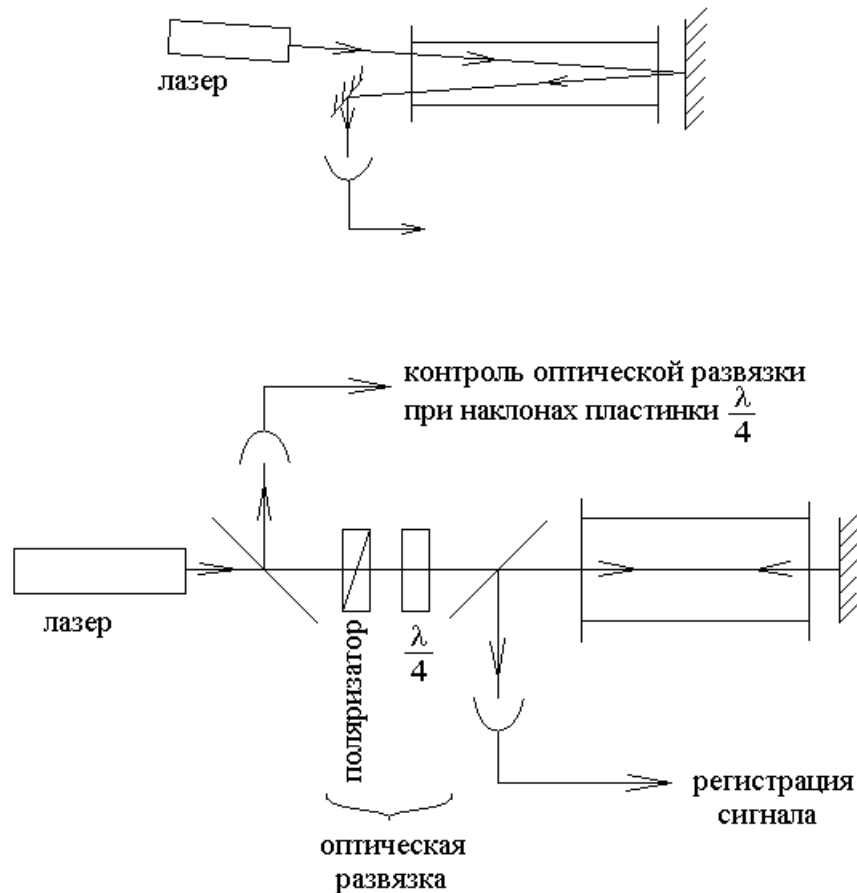 лазер
контроль оптической развязки
при наклонах пластинки λ/4
лазер
поляризатор
λ/4
регистрация
сигнала
оптическая
развязка